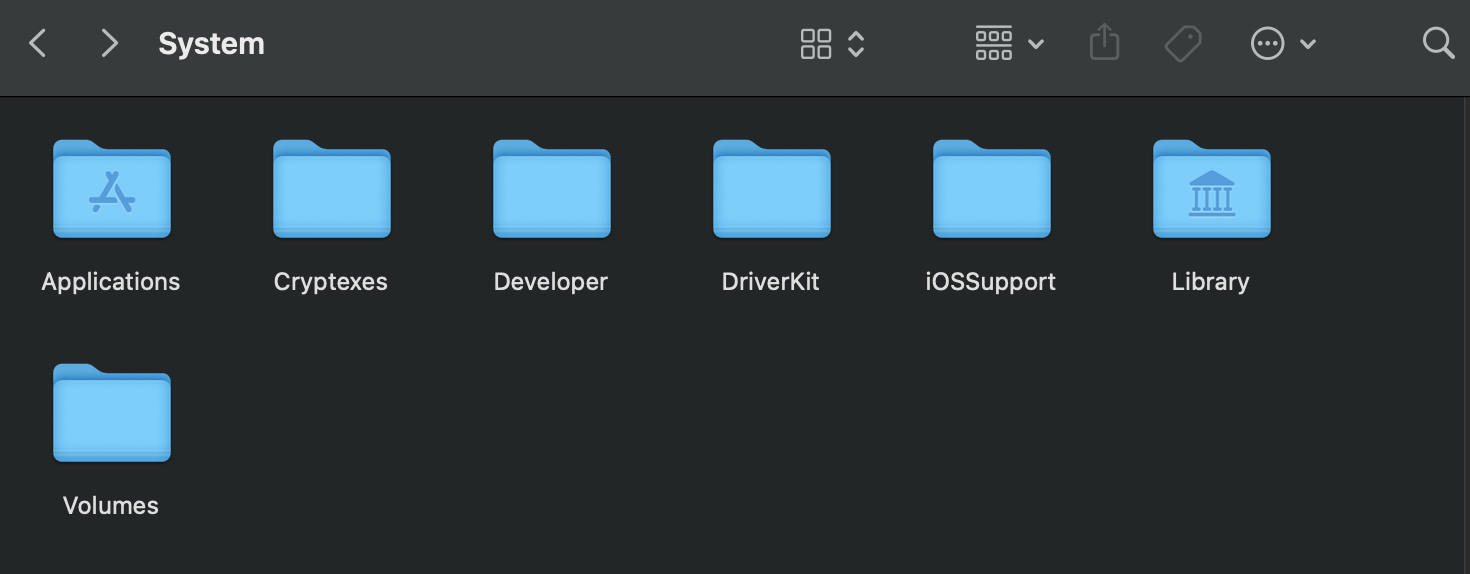 System
Applications
Cryptexes
Developer
DriverKit
iOSSupport
Library
Volumes